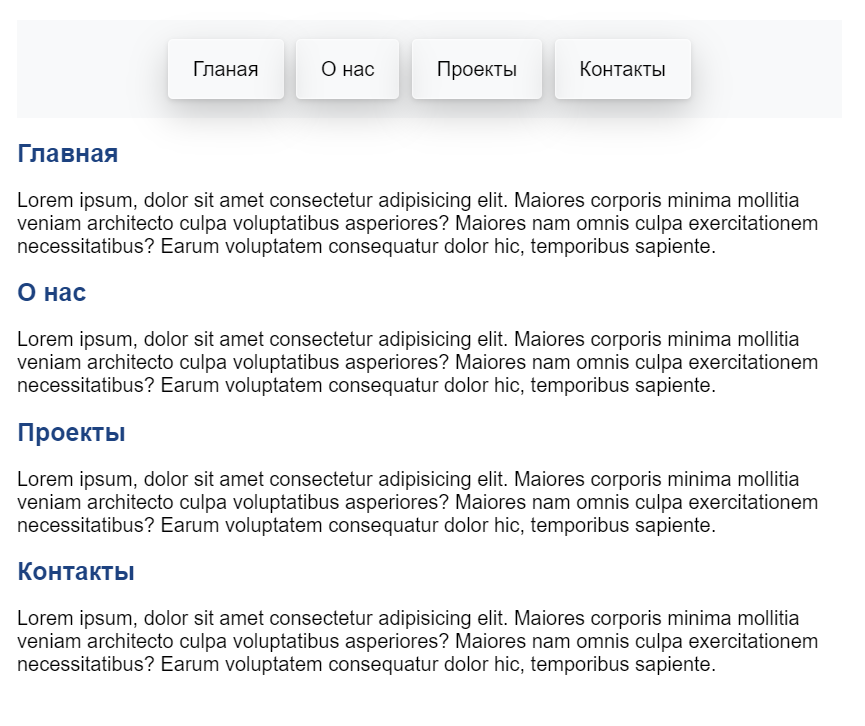 Гланая
О нас
Проекты
Контакты
Главная
Lorem ipsum, dolor sit amet consectetur adipisicing elit. Maiores corporis minima mollitia
veniam architecto culpa voluptatibus asperiores? Maiores nam omnis culpa exercitationem
necessitatibus? Earum voluptatem consequatur dolor hic, temporibus sapiente.
О нас
Lorem ipsum, dolor sit amet consectetur adipisicing elit. Maiores corporis minima mollitia
veniam architecto culpa voluptatibus asperiores? Maiores nam omnis culpa exercitationem
necessitatibus? Earum voluptatem consequatur dolor hic, temporibus sapiente.
Проекты
Lorem ipsum, dolor sit amet consectetur adipisicing elit. Maiores corporis minima mollitia
veniam architecto culpa voluptatibus asperiores? Maiores nam omnis culpa exercitationem
necessitatibus? Earum voluptatem consequatur dolor hic, temporibus sapiente.
Контакты
Lorem ipsum, dolor sit amet consectetur adipisicing elit. Maiores corporis minima mollitia
veniam architecto culpa voluptatibus asperiores? Maiores nam omnis culpa exercitationem
necessitatibus? Earum voluptatem consequatur dolor hic, temporibus sapiente.